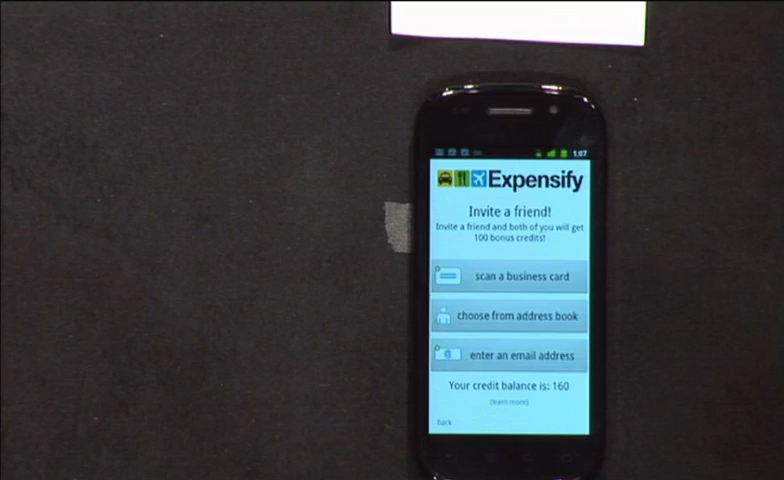 1:07
Expensify
Invite a friend!
Invite a friend and both of you will get
100 bonus credits!
scan a business card
choose from address book
enter an email address
Your credit balance is: 160
(learn more)
back